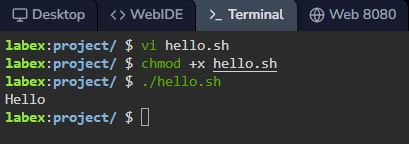 Desktop WebIDE Terminal Web 8080
labex:project/ $ vi hello.sh
labex:project/ $ chmod +x hello.sh
labex:project/ $ ./hello.sh
Hello
labex:project/ $